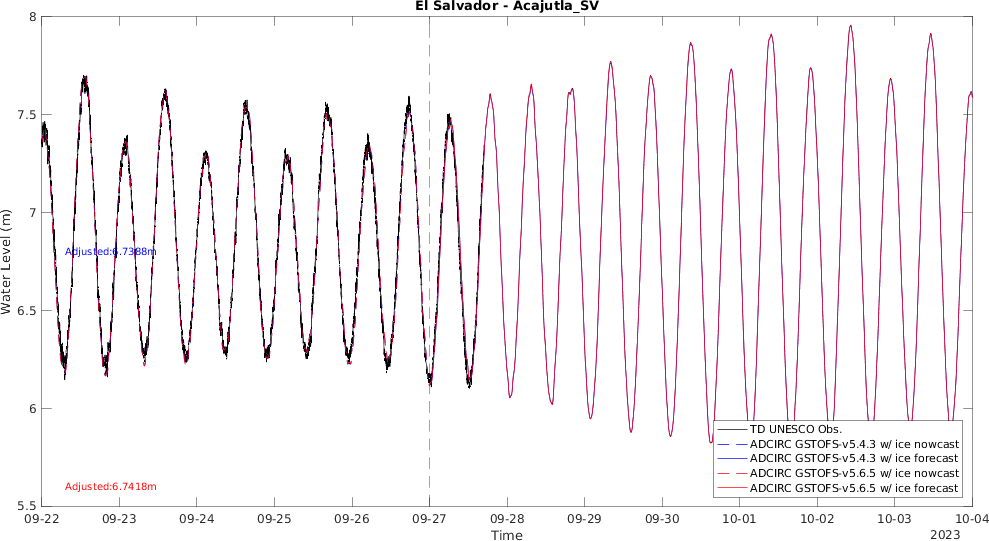 El Salvador - Acajutla_SV
8
7.5
7
6.5
6
5.5
Water Level (m)
Adjusted:6.7388m
Adjusted:6.7418m
TD UNESCO Obs.
ADCIRC GSTOFS-v5.4.3 w/ ice nowcast
ADCIRC GSTOFS-v5.4.3 w/ ice forecast
ADCIRC GSTOFS-v5.6.5 w/ ice nowcast
ADCIRC GSTOFS-v5.6.5 w/ ice forecast
09-22 09-23 09-24 09-25 09-26 09-27 09-28 09-29 09-30 10-01 10-02 10-03 10-04
Time
2023